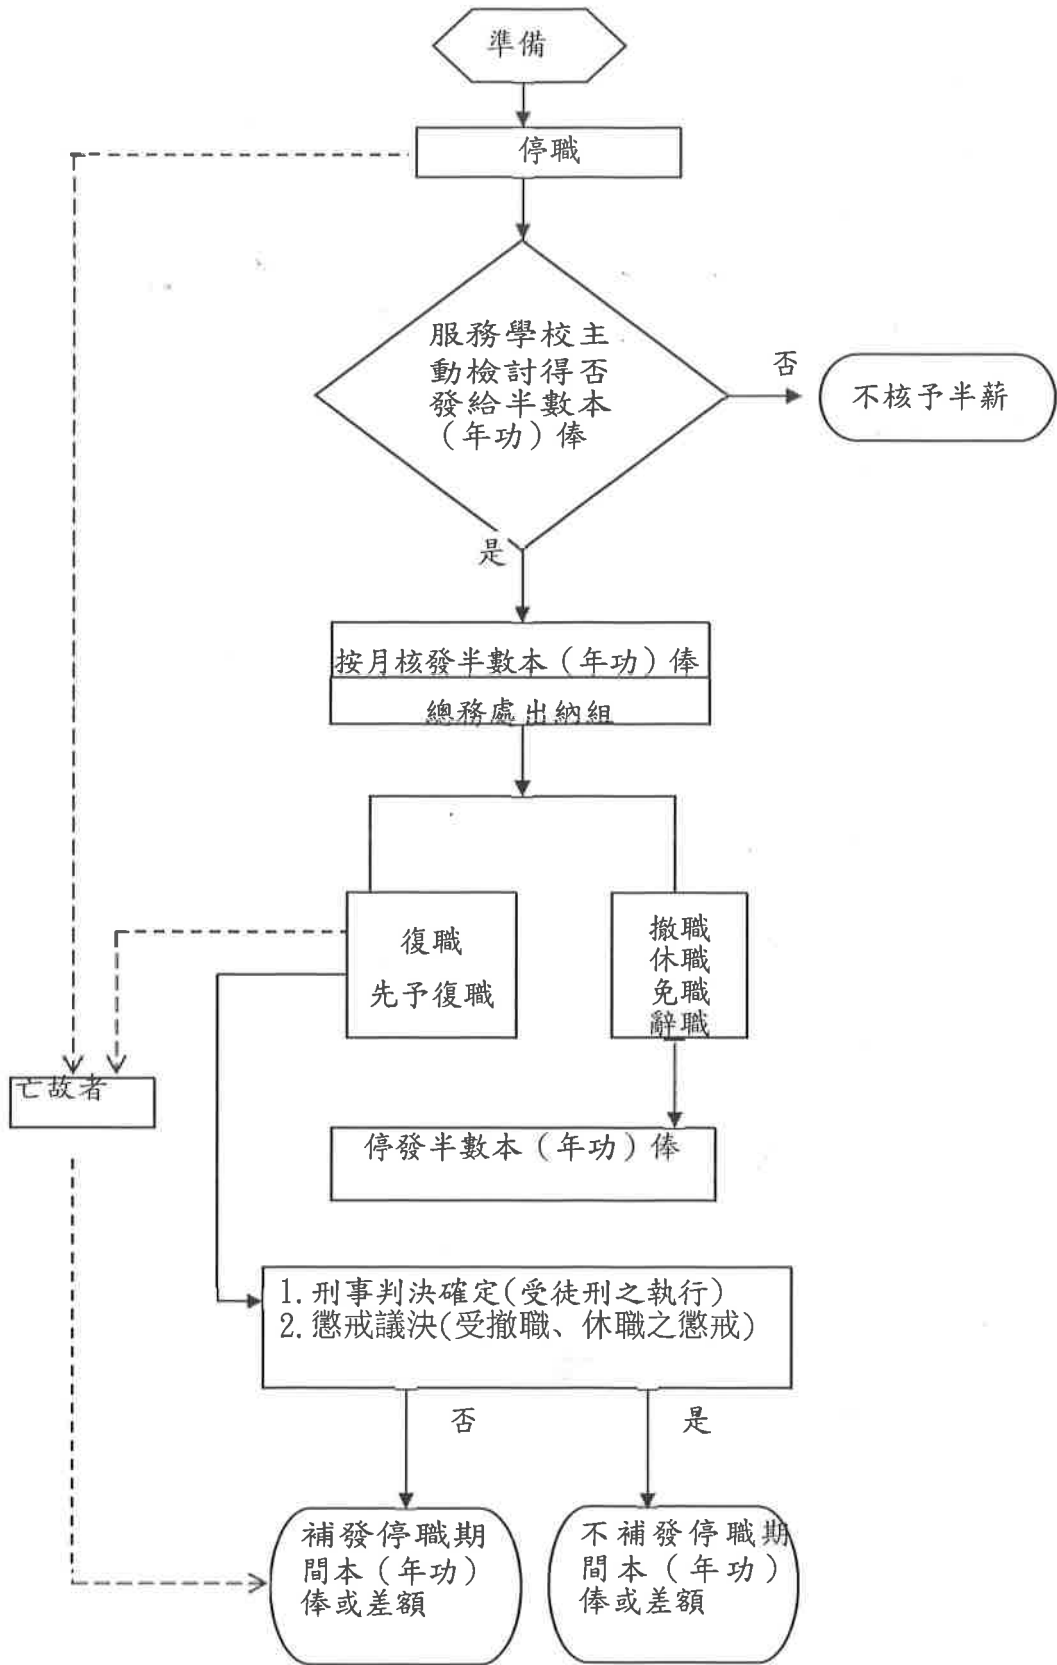 準備
停職
服務學校主
動檢討得否
發給半數本
（年功）俸
否
不核予半薪
是
按月核發半數本（年功）俸
總務處出納組
復職
先予復職
撤職
休職
免職
辭職
亡故者
停發半數本（年功）俸
1.刑事判決確定(受徒刑之執行)
2.懲戒議決(受撤職、休職之懲戒)
否
是
補發停職期
間本（年功）
俸或差額
不補發停職期
間本（年功）
俸或差額